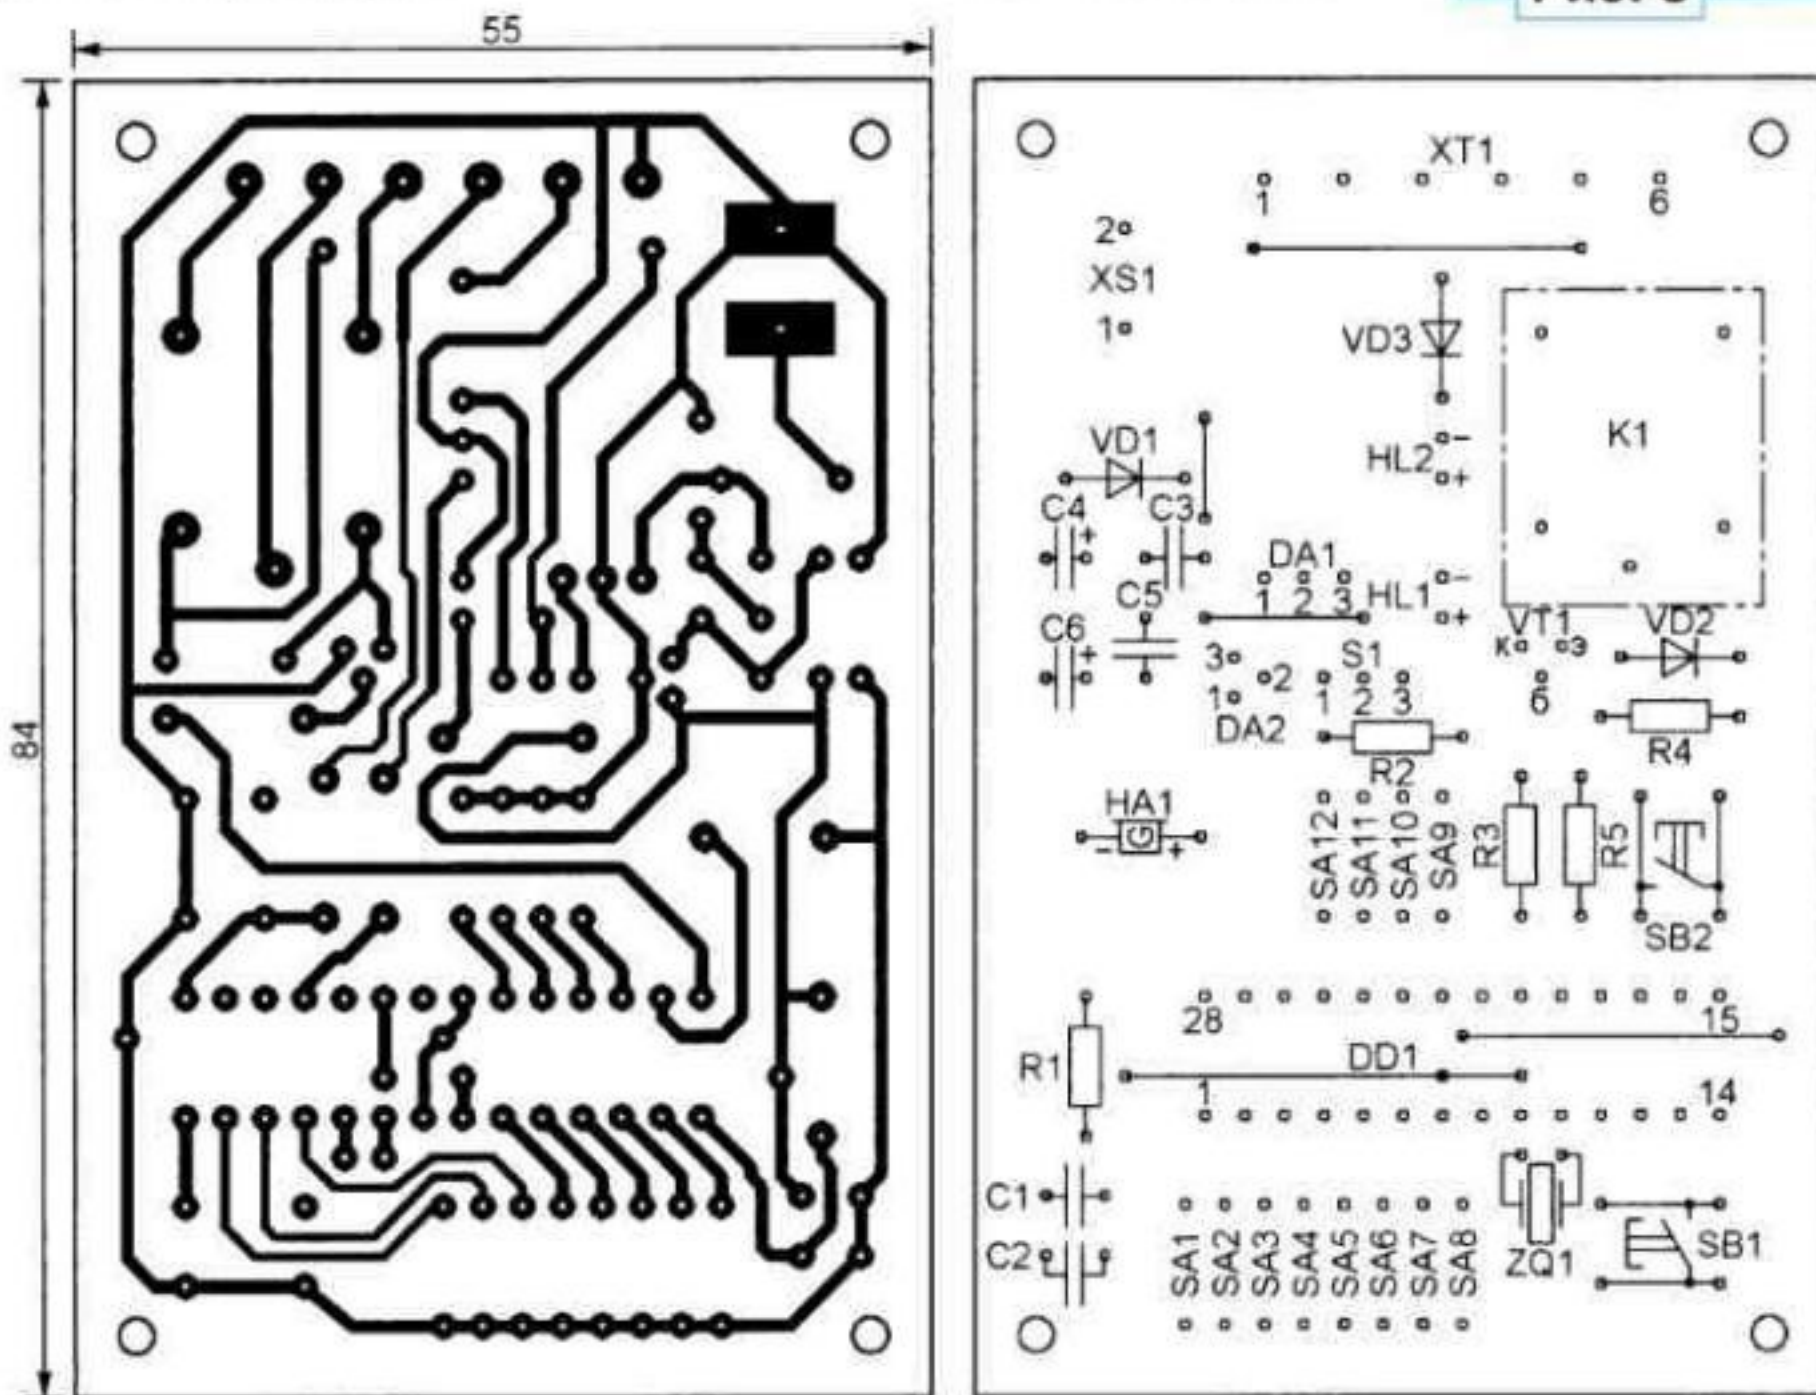 55
84
XT1
1
6
2
XS1
1
VD3
K1
VD1
HL2
-
+
C4
+
C3
DA1
1 2 3
HL1
-
+
C5
C6
+
VT1
К
Э
Б
VD2
3
2
1
DA2
S1
1 2 3
R2
R4
HA1
G
- +
SA12
SA11
SA10
SA9
R3
R5
SB2
28
15
R1
DD1
1
14
C1
C2
SA1
SA2
SA3
SA4
SA5
SA6
SA7
SA8
ZQ1
SB1